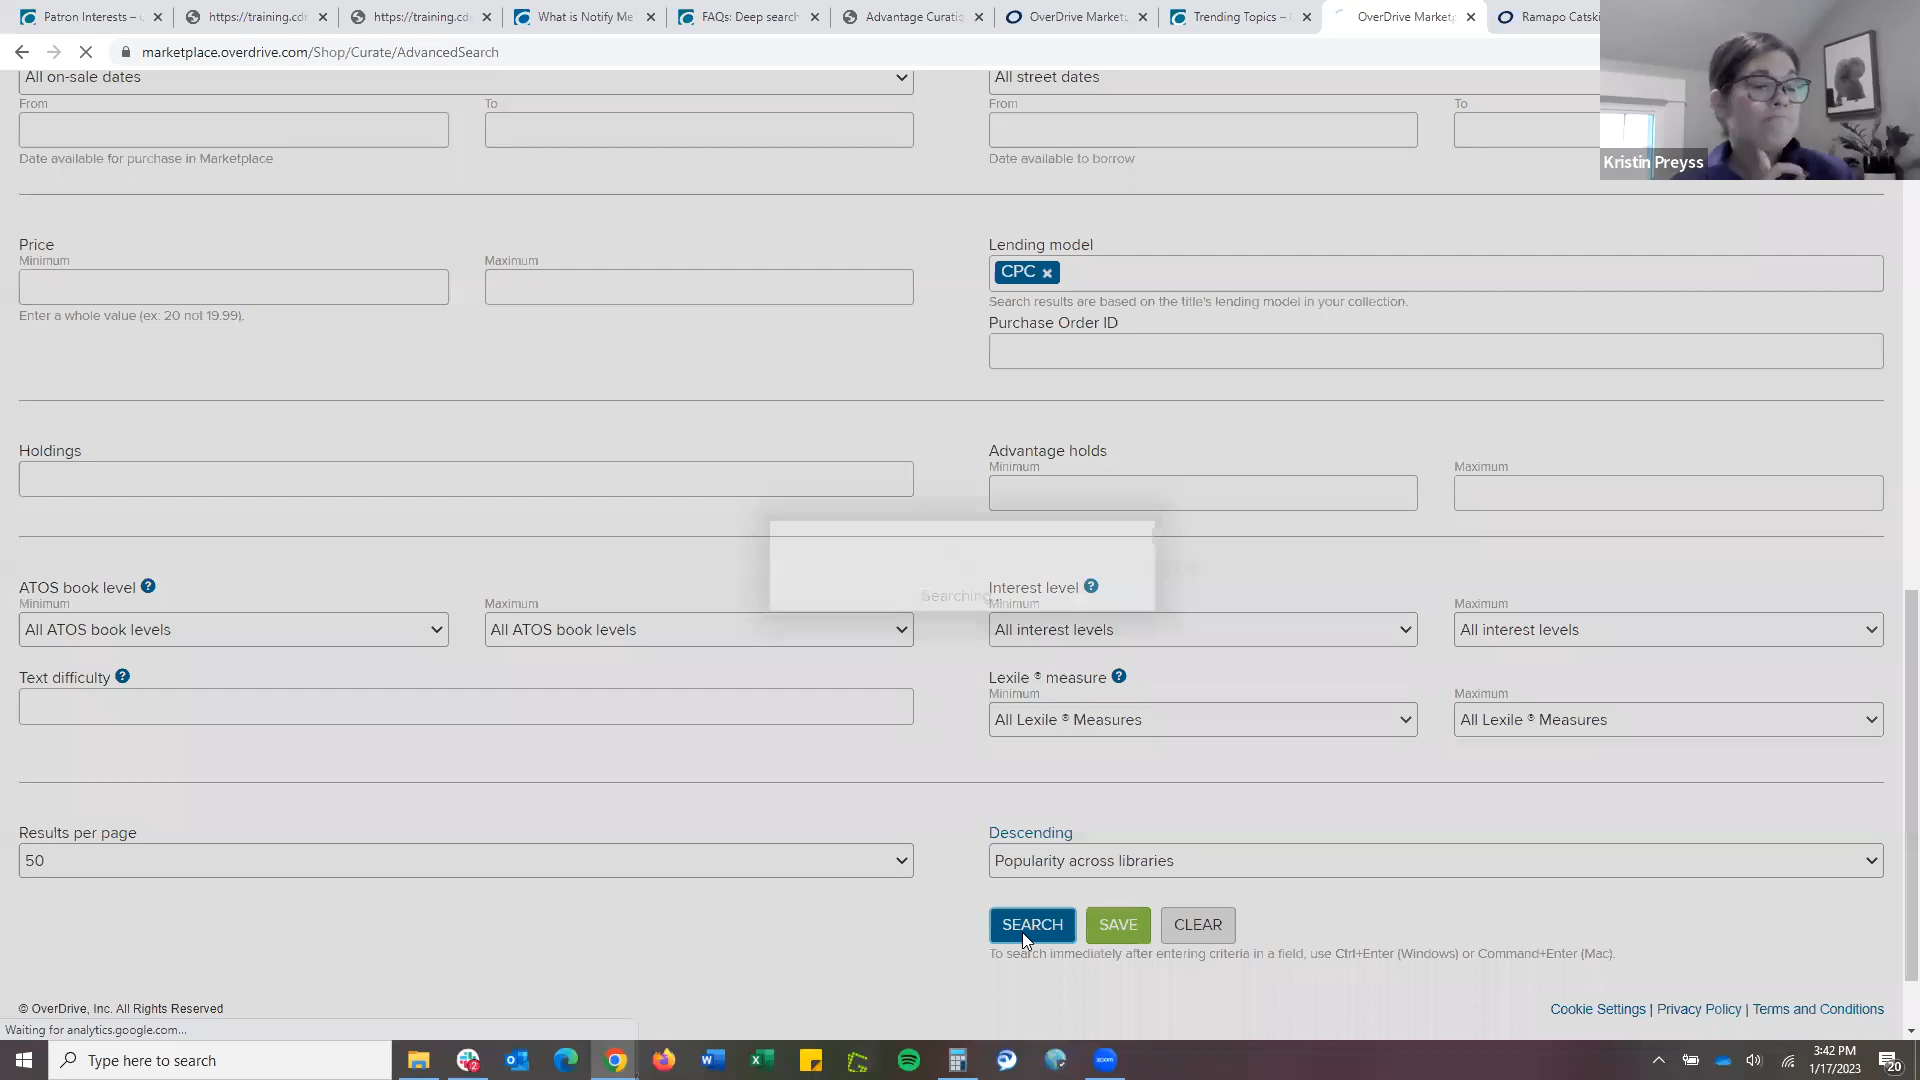 Patron Interests –
https://training.cdn
https://training.cdn
What is Notify Me
FAQs: Deep search
Advantage Curatio
OverDrive Market
Trending Topics –
OverDrive Market
Ramapo Catski
marketplace.overdrive.com/Shop/Curate/AdvancedSearch
All on-sale dates
All street dates
From
To
From
To
Date available for purchase in Marketplace
Date available to borrow
Kristin Preyss
Price
Lending model
Minimum
Maximum
CPC ×
Enter a whole value (ex: 20 not 19.99).
Search results are based on the title's lending model in your collection.
Purchase Order ID
Holdings
Advantage holds
Minimum
Maximum
Searching
ATOS book level ?
Interest level ?
Minimum
Maximum
Minimum
Maximum
All ATOS book levels
All ATOS book levels
All interest levels
All interest levels
Text difficulty ?
Lexile ® measure ?
Minimum
Maximum
All Lexile ® Measures
All Lexile ® Measures
Results per page
Descending
50
Popularity across libraries
SEARCH
SAVE
CLEAR
To search immediately after entering criteria in a field, use Ctrl+Enter (Windows) or Command+Enter (Mac).
© OverDrive, Inc. All Rights Reserved
Cookie Settings | Privacy Policy | Terms and Conditions
Waiting for analytics.google.com...
Type here to search
zoom
3:42 PM
1/17/2023
20